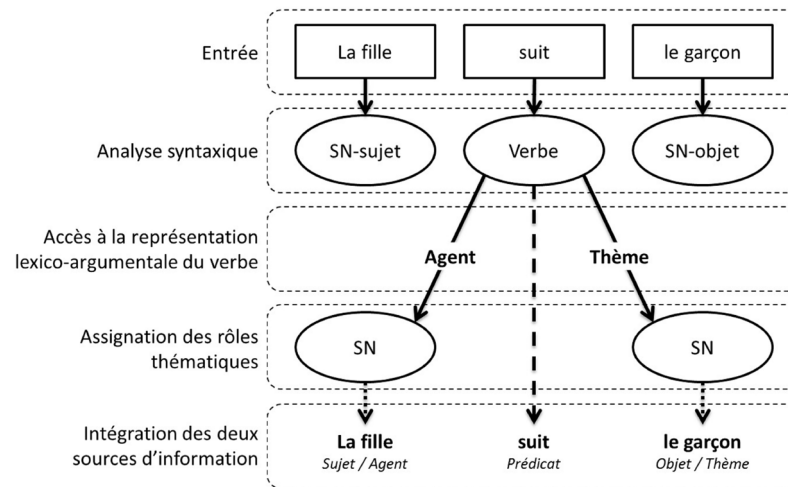 Entrée
La fille
suit
le garçon
Analyse syntaxique
SN-sujet
Verbe
SN-objet
Accès à la représentation
lexico-argumentale du verbe
Agent
Thème
Assignation des rôles
thématiques
SN
SN
Intégration des deux
sources d'information
La fille
suit
le garçon
Sujet / Agent
Prédicat
Objet / Thème